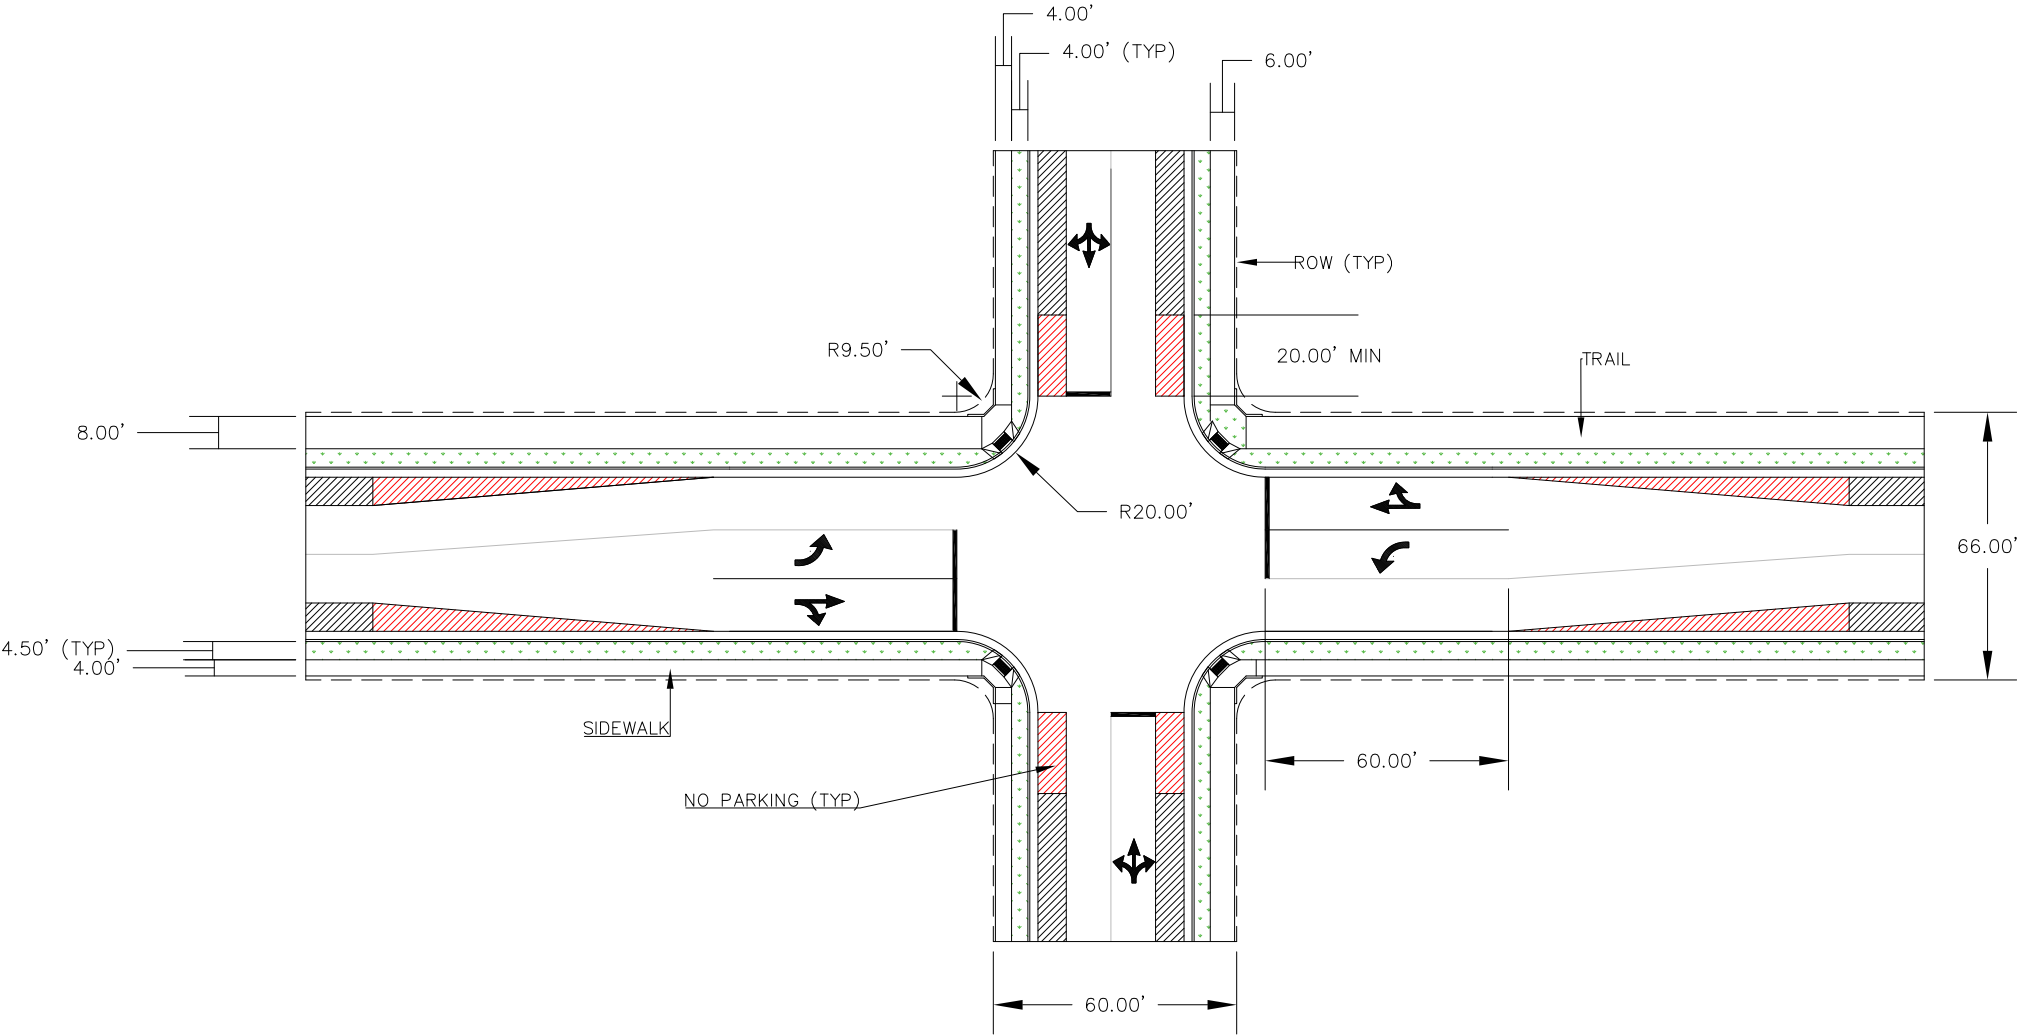 4.00'
4.00' (TYP)
6.00'
ROW (TYP)
R9.50'
20.00' MIN
TRAIL
8.00'
R20.00'
66.00'
4.50' (TYP)
4.00'
SIDEWALK
60.00'
NO PARKING (TYP)
60.00'